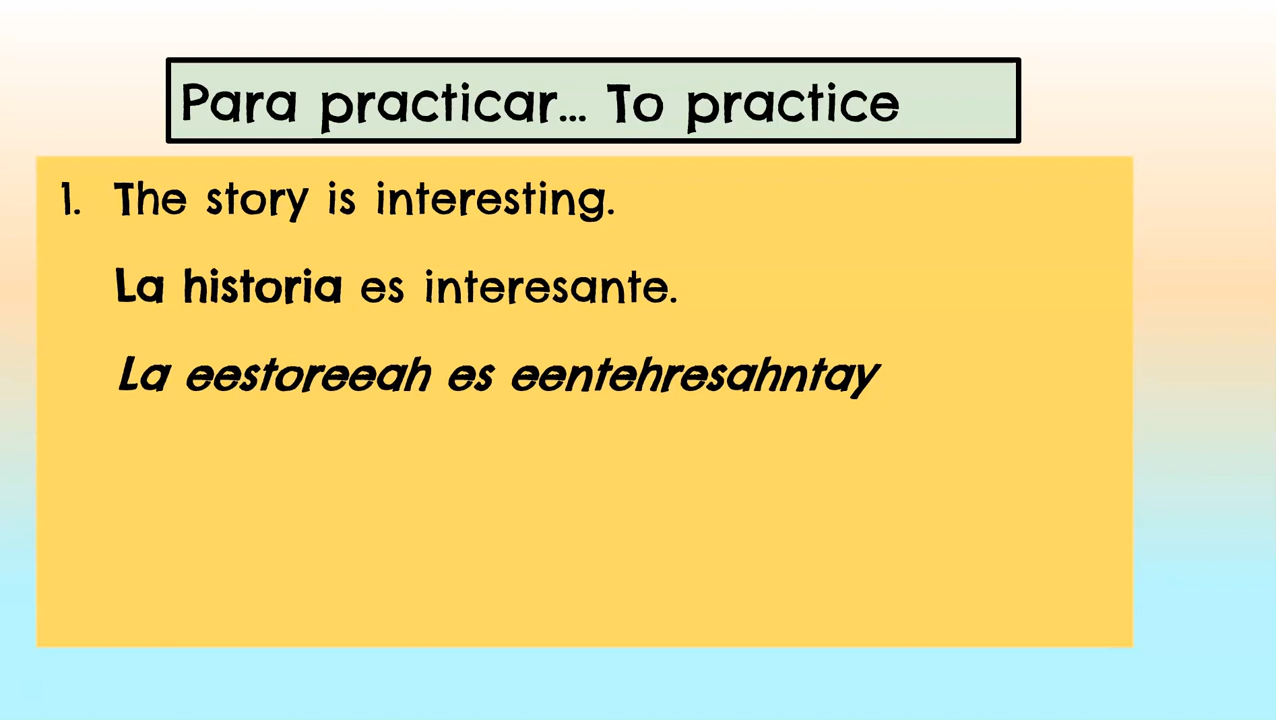 Para practicar... To practice
1. The story is interesting.
La historia es interesante.
La eestoreeah es eentehresahntay